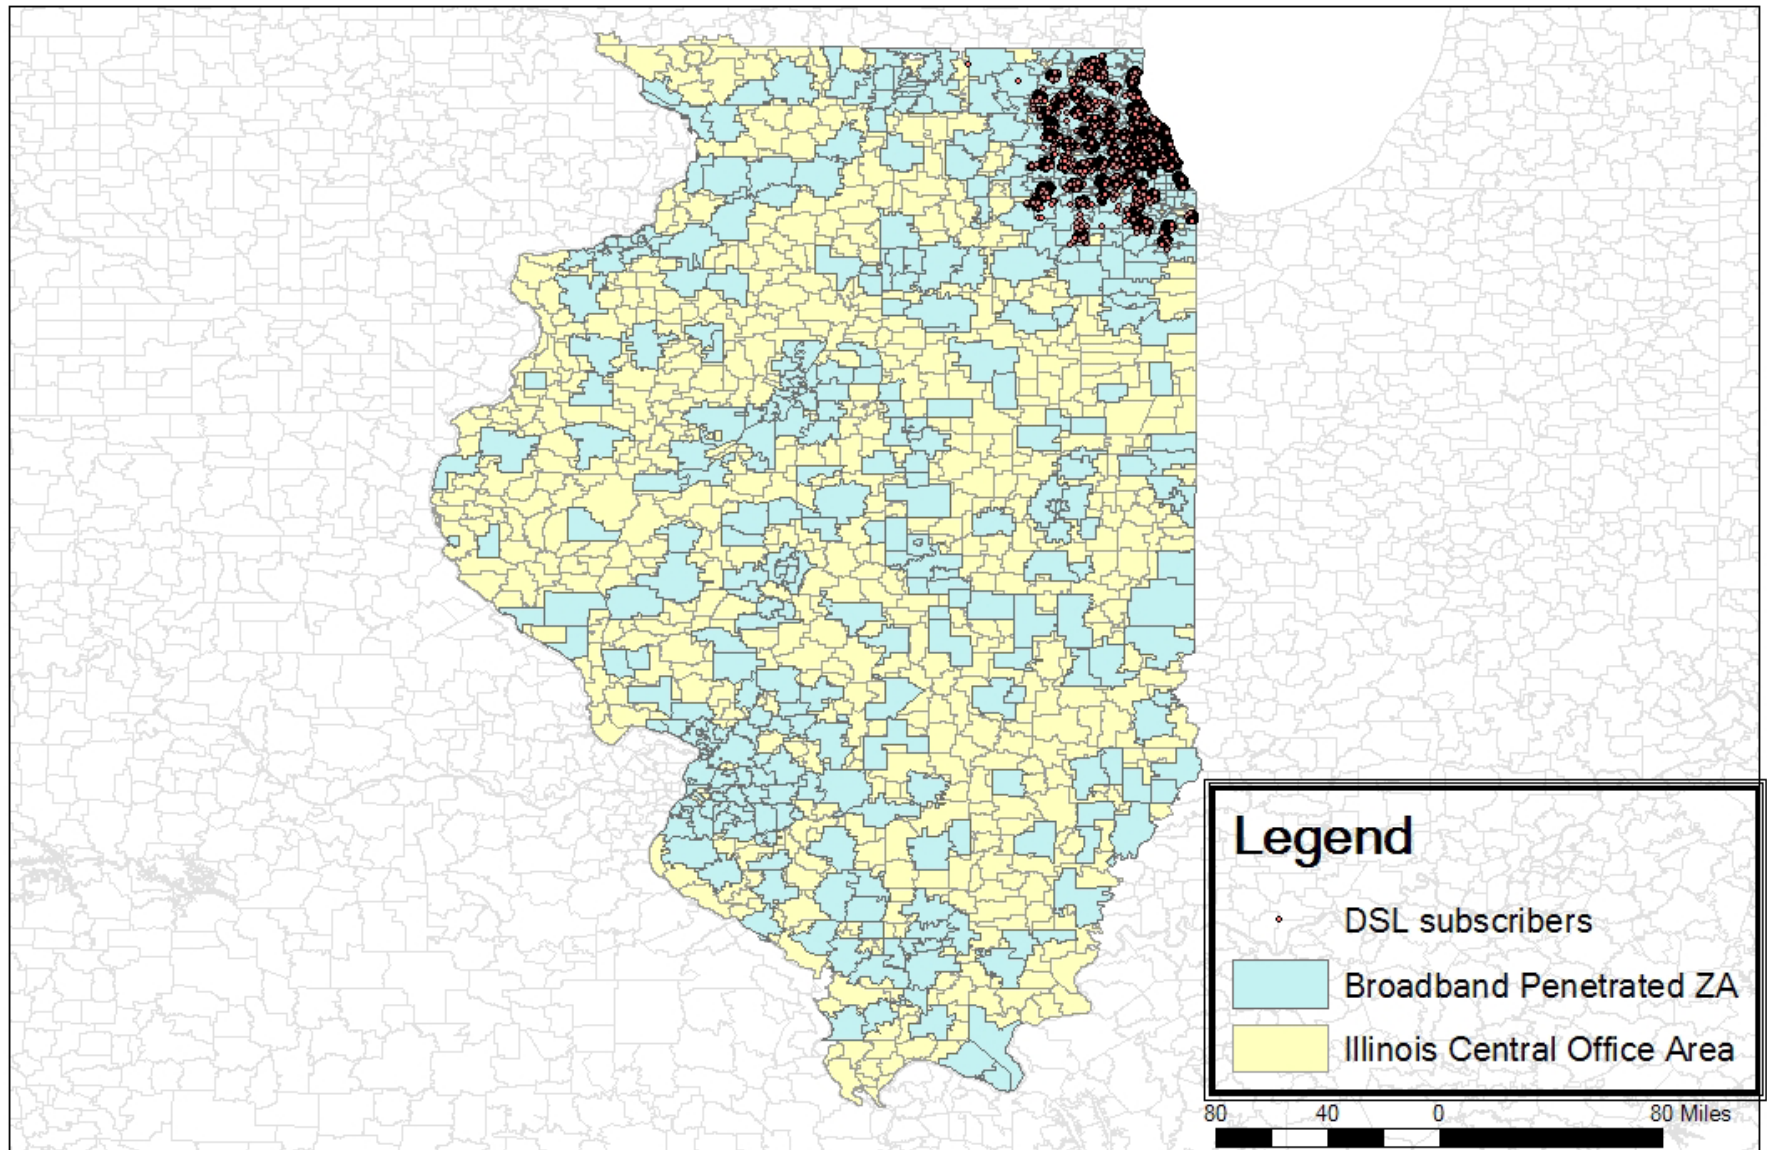 Legend
DSL subscribers
Broadband Penetrated ZA
Illinois Central Office Area
80 40 0 80 Miles